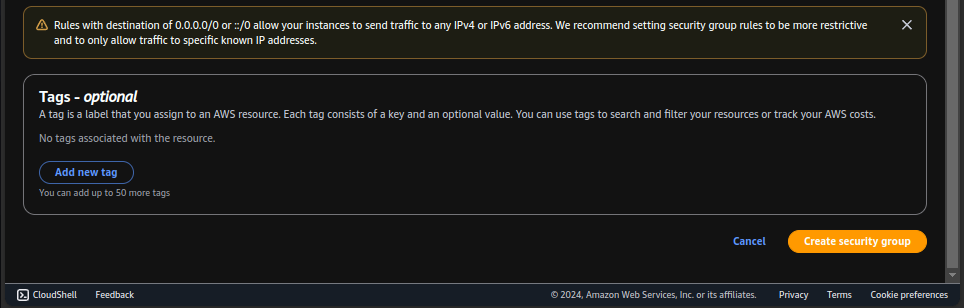 Rules with destination of 0.0.0.0/0 or ::/0 allow your instances to send traffic to any IPv4 or IPv6 address. We recommend setting security group rules to be more restrictive
and to only allow traffic to specific known IP addresses.
Tags - optional
A tag is a label that you assign to an AWS resource. Each tag consists of a key and an optional value. You can use tags to search and filter your resources or track your AWS costs.
No tags associated with the resource.
Add new tag
You can add up to 50 more tags
Cancel
Create security group
CloudShell
Feedback
© 2024, Amazon Web Services, Inc. or its affiliates.
Privacy
Terms
Cookie preferences